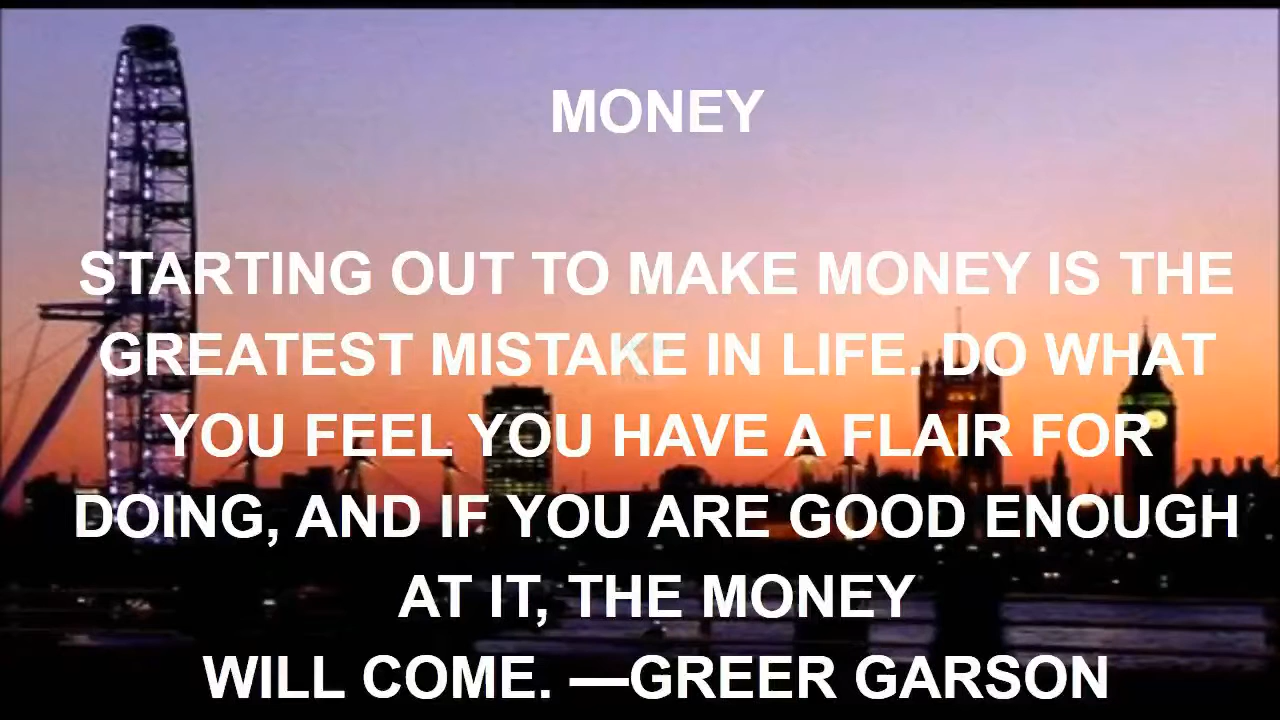 MONEY
STARTING OUT TO MAKE MONEY IS THE
GREATEST MISTAKE IN LIFE. DO WHAT
YOU FEEL YOU HAVE A FLAIR FOR
DOING, AND IF YOU ARE GOOD ENOUGH
AT IT, THE MONEY
WILL COME. —GREER GARSON